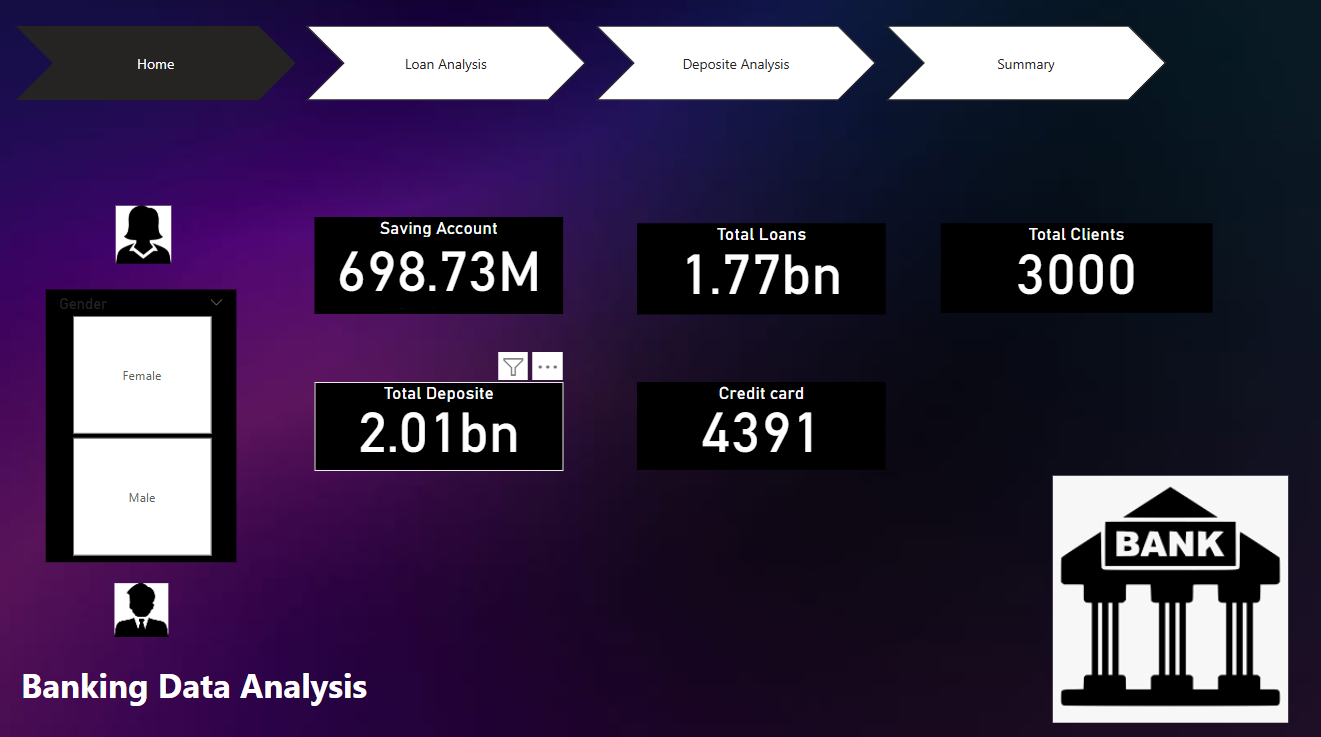 Home
Loan Analysis
Deposite Analysis
Summary
Saving Account
698.73M
Total Loans
1.77bn
Total Clients
3000
Gender
Female
Male
Total Deposite
2.01bn
Credit card
4391
BANK
Banking Data Analysis